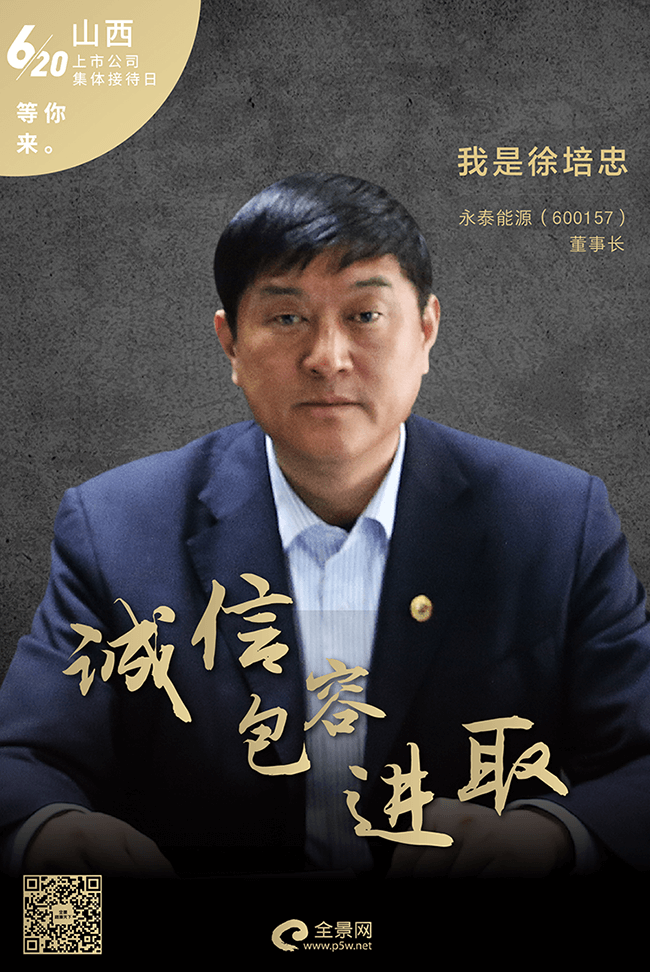 6/20
山西
上市公司
集体接待日
等你
来。
我是徐培忠
永泰能源（600157）
董事长
诚信
包容
进取
全景网
www.p5w.net